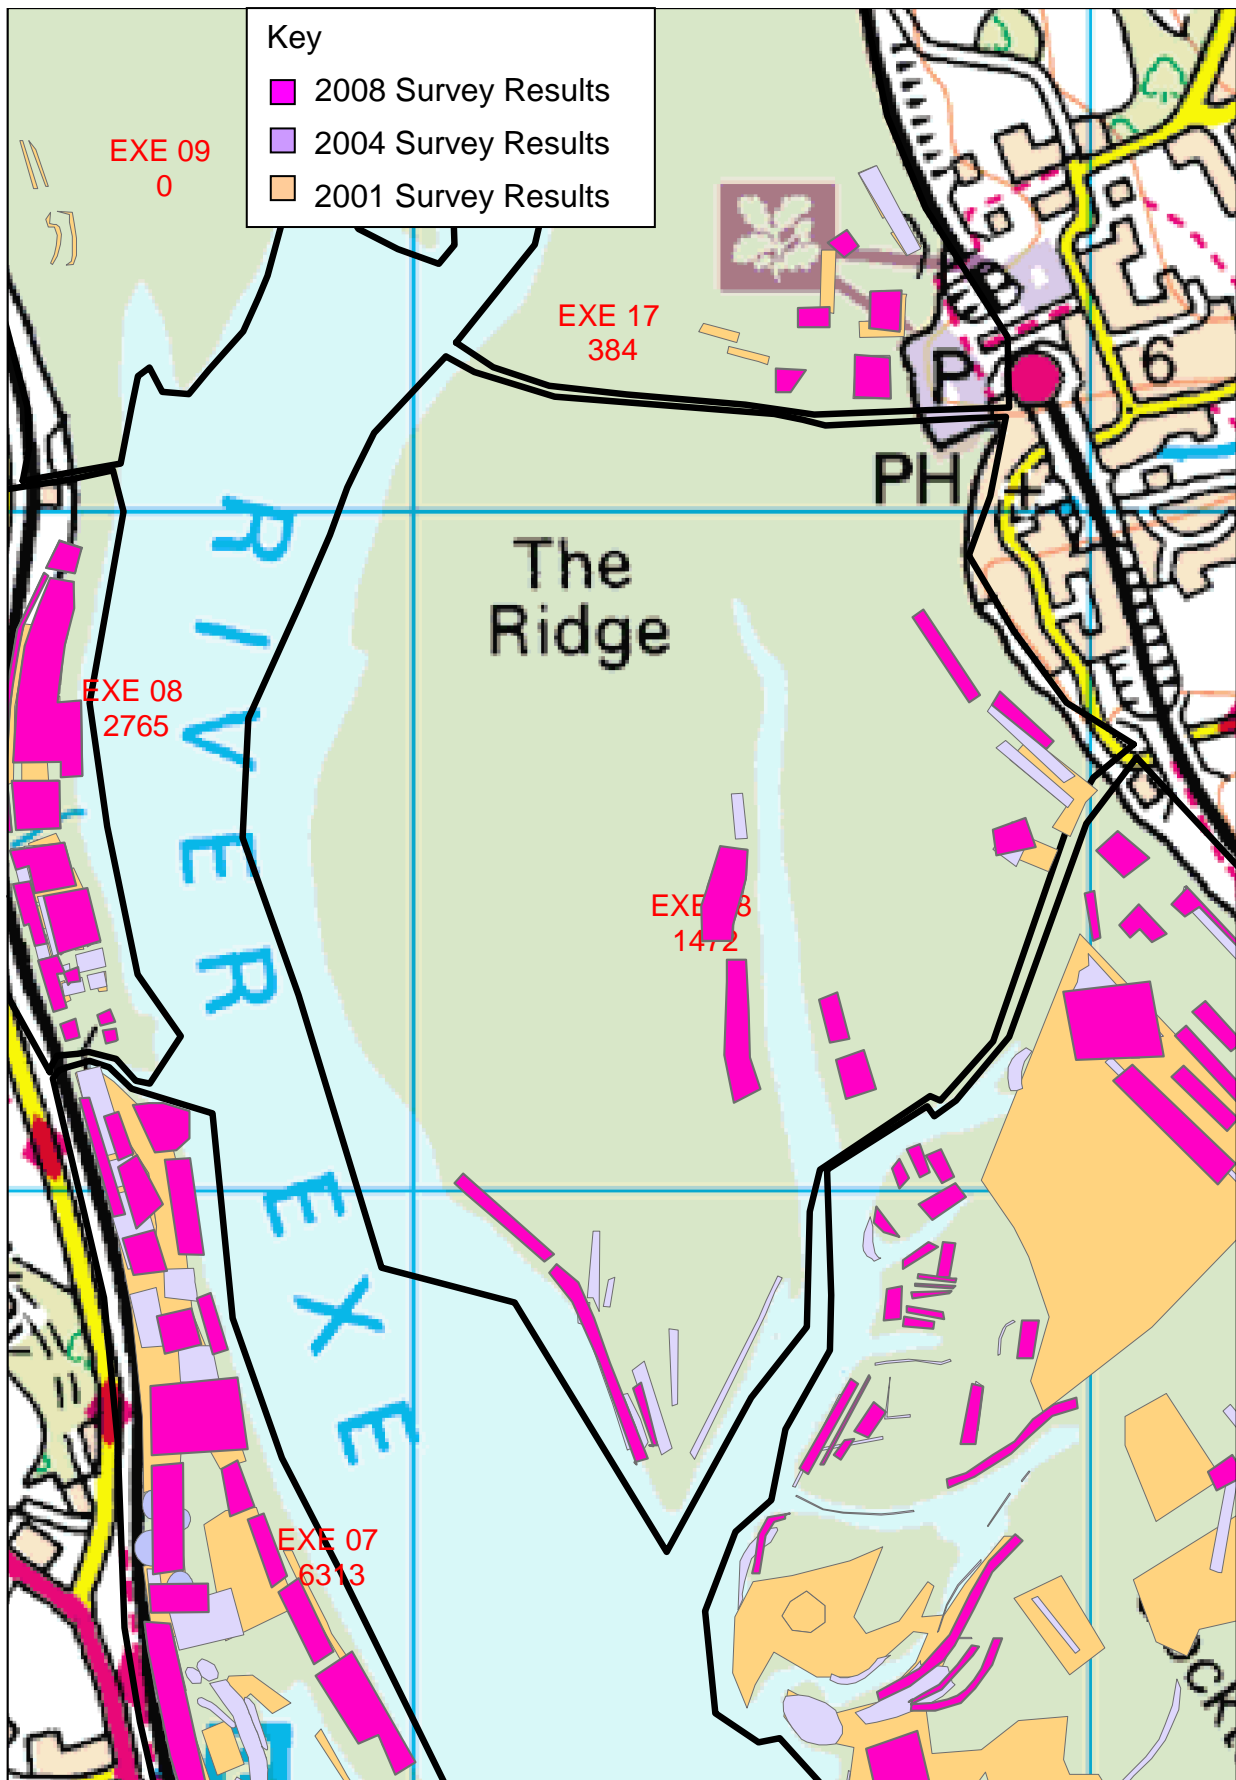 Key
2008 Survey Results
2004 Survey Results
2001 Survey Results
EXE 09
0
EXE 17
384
P
6
PH
The
Ridge
RIVER EXE
EXE 08
2765
1472
EXE 07
6313